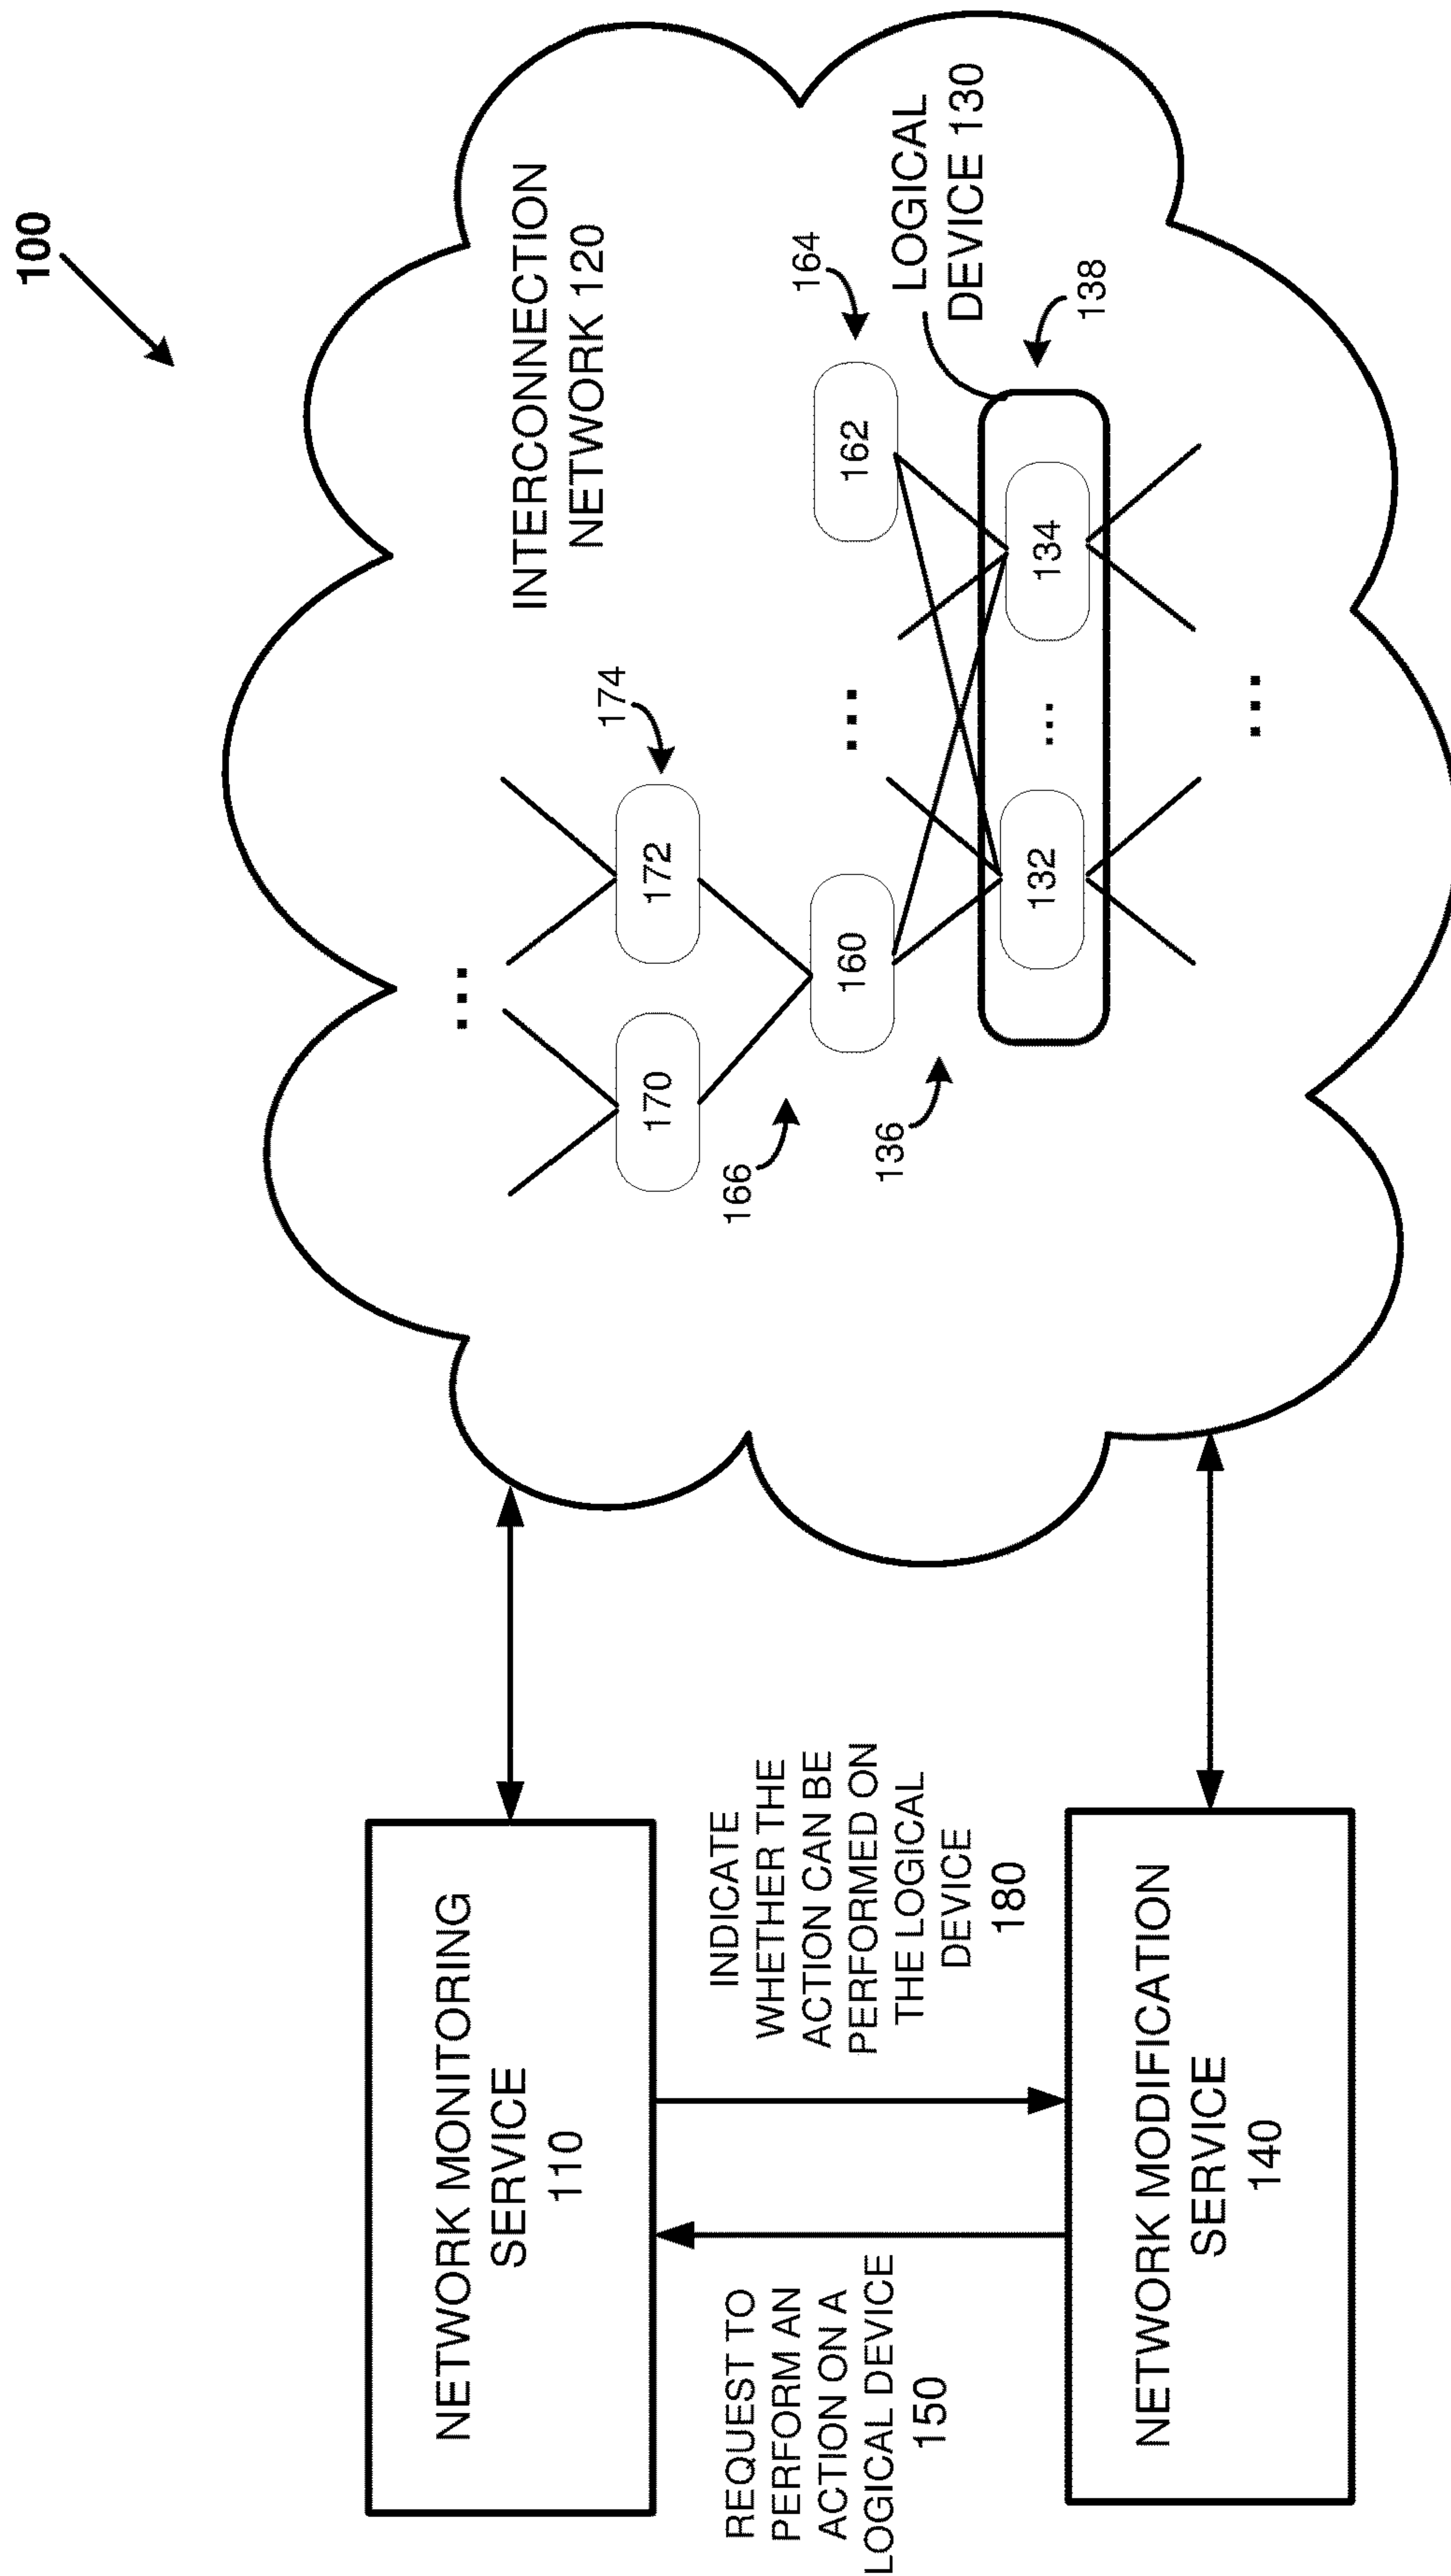 100
NETWORK MONITORING
SERVICE
110
REQUEST TO
PERFORM AN
ACTION ON A
LOGICAL DEVICE
150
INDICATE
WHETHER THE
ACTION CAN BE
PERFORMED ON
THE LOGICAL
DEVICE
180
NETWORK MODIFICATION
SERVICE
140
INTERCONNECTION
NETWORK 120
...
170
172
174
166
160
...
162
164
136
LOGICAL
DEVICE 130
132
...
134
138
...